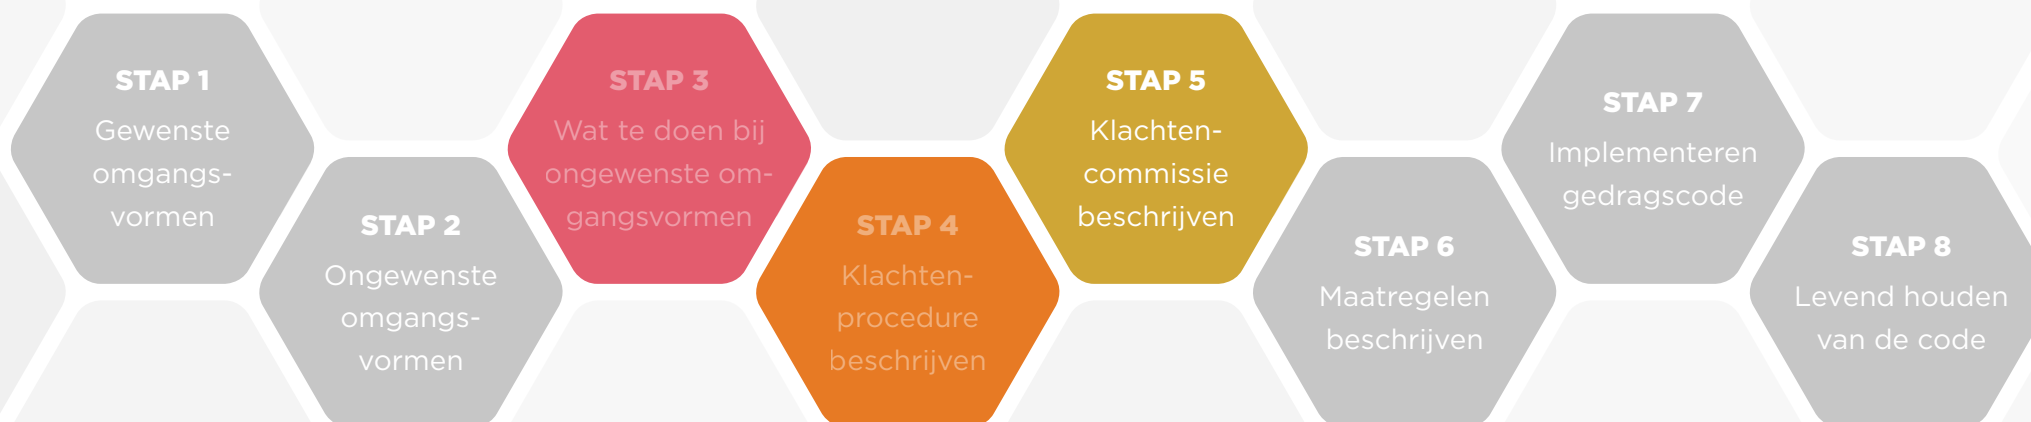 STAP 1
Gewenste
omgangs-
vormen
STAP 2
Ongewenste
omgangs-
vormen
STAP 3
Wat te doen bij
ongewenste om-
gangsvormen
STAP 4
Klachten-
procedure
beschrijven
STAP 5
Klachten-
commissie
beschrijven
STAP 6
Maatregelen
beschrijven
STAP 7
Implementeren
gedragscode
STAP 8
Levend houden
van de code